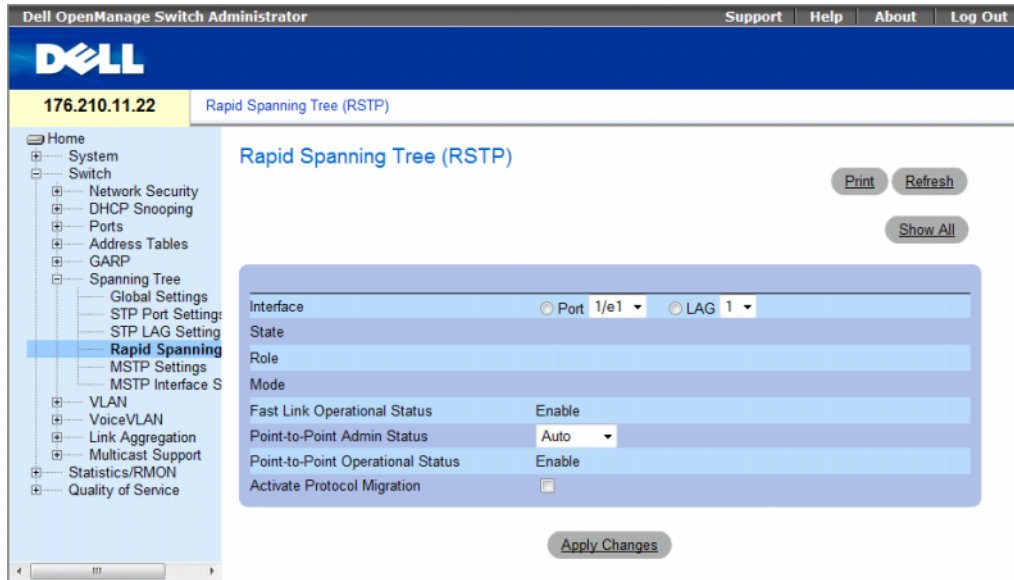 Dell OpenManage Switch Administrator
Support Help About Log Out
DELL
176.210.11.22
Rapid Spanning Tree (RSTP)
Home
System
Switch
Network Security
DHCP Snooping
Ports
Address Tables
GARP
Spanning Tree
Global Settings
STP Port Settings
STP LAG Setting
Rapid Spanning
MSTP Settings
MSTP Interface S
VLAN
VoiceVLAN
Link Aggregation
Multicast Support
Statistics/RMON
Quality of Service
Rapid Spanning Tree (RSTP)
Print Refresh
Show All
Interface Port 1/e1 LAG 1
State
Role
Mode
Fast Link Operational Status Enable
Point-to-Point Admin Status Auto
Point-to-Point Operational Status Enable
Activate Protocol Migration
Apply Changes